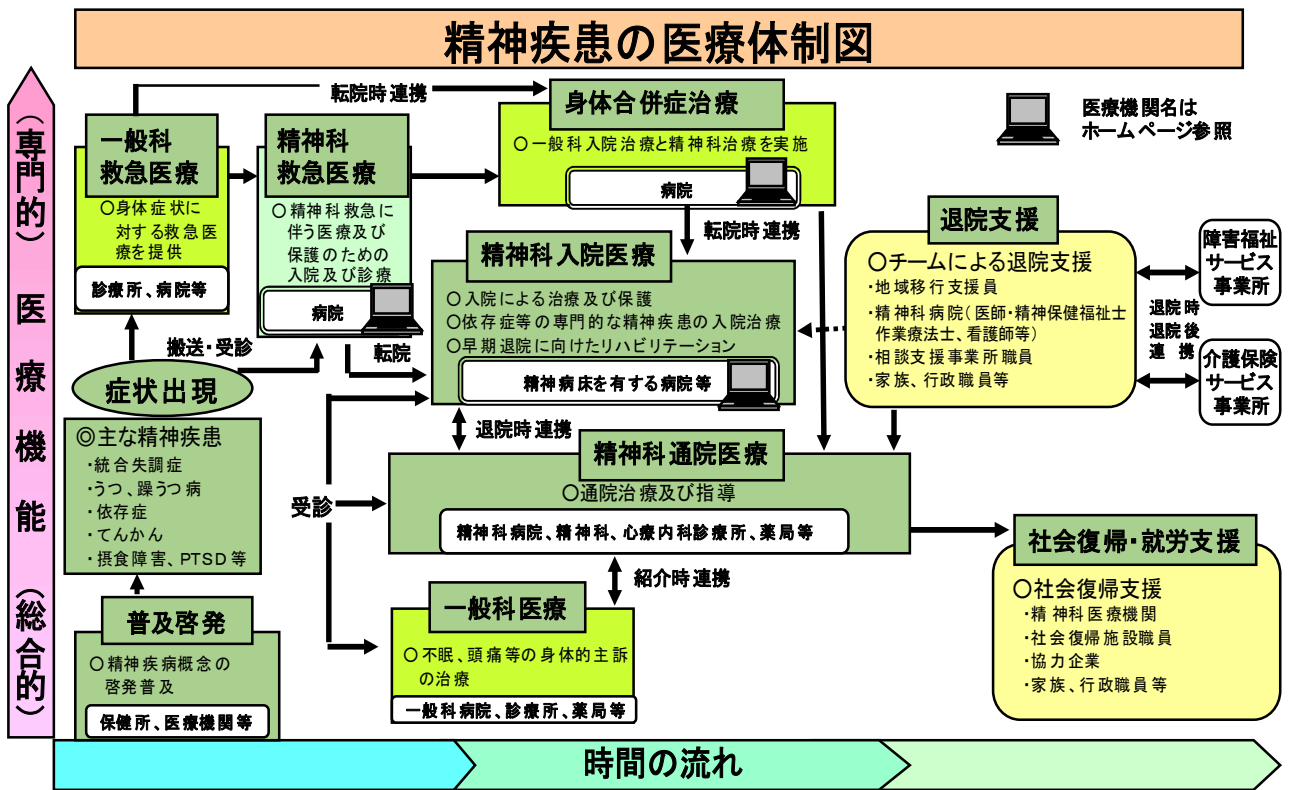 精神疾患の医療体制図
(専門的) 医療機能 (総合的)
医療機関名は
ホームページ参照
転院時連携
一般科
救急医療
〇身体症状に
対する救急医
療を提供
診療所、病院等
精神科
救急医療
〇精神科救急に
伴う医療及び
保護のための
入院及び診療
病院
身体合併症治療
〇一般科入院治療と精神科治療を実施
病院
転院時連携
搬送・受診
転院
症状出現
◎主な精神疾患
・統合失調症
・うつ、躁うつ病
・依存症
・てんかん
・摂食障害、PTSD等
普及啓発
〇精神疾病概念の
啓発普及
保健所、医療機関等
精神科入院医療
〇入院による治療及び保護
〇依存症等の専門的な精神疾患の入院治療
〇早期退院に向けたリハビリテーション
精神病床を有する病院等
退院時連携
受診
精神科通院医療
〇通院治療及び指導
精神科病院、精神科、心療内科診療所、薬局等
紹介時連携
一般科医療
〇不眠、頭痛等の身体的主訴
の治療
一般科病院、診療所、薬局等
退院支援
〇チームによる退院支援
・地域移行支援員
・精神科病院(医師・精神保健福祉士
作業療法士、看護師等)
・相談支援事業所職員
・家族、行政職員等
障害福祉
サービス
事業所
退院時
退院後
連携
介護保険
サービス
事業所
社会復帰・就労支援
〇社会復帰支援
・精神科医療機関
・社会復帰施設職員
・協力企業
・家族、行政職員等
時間の流れ